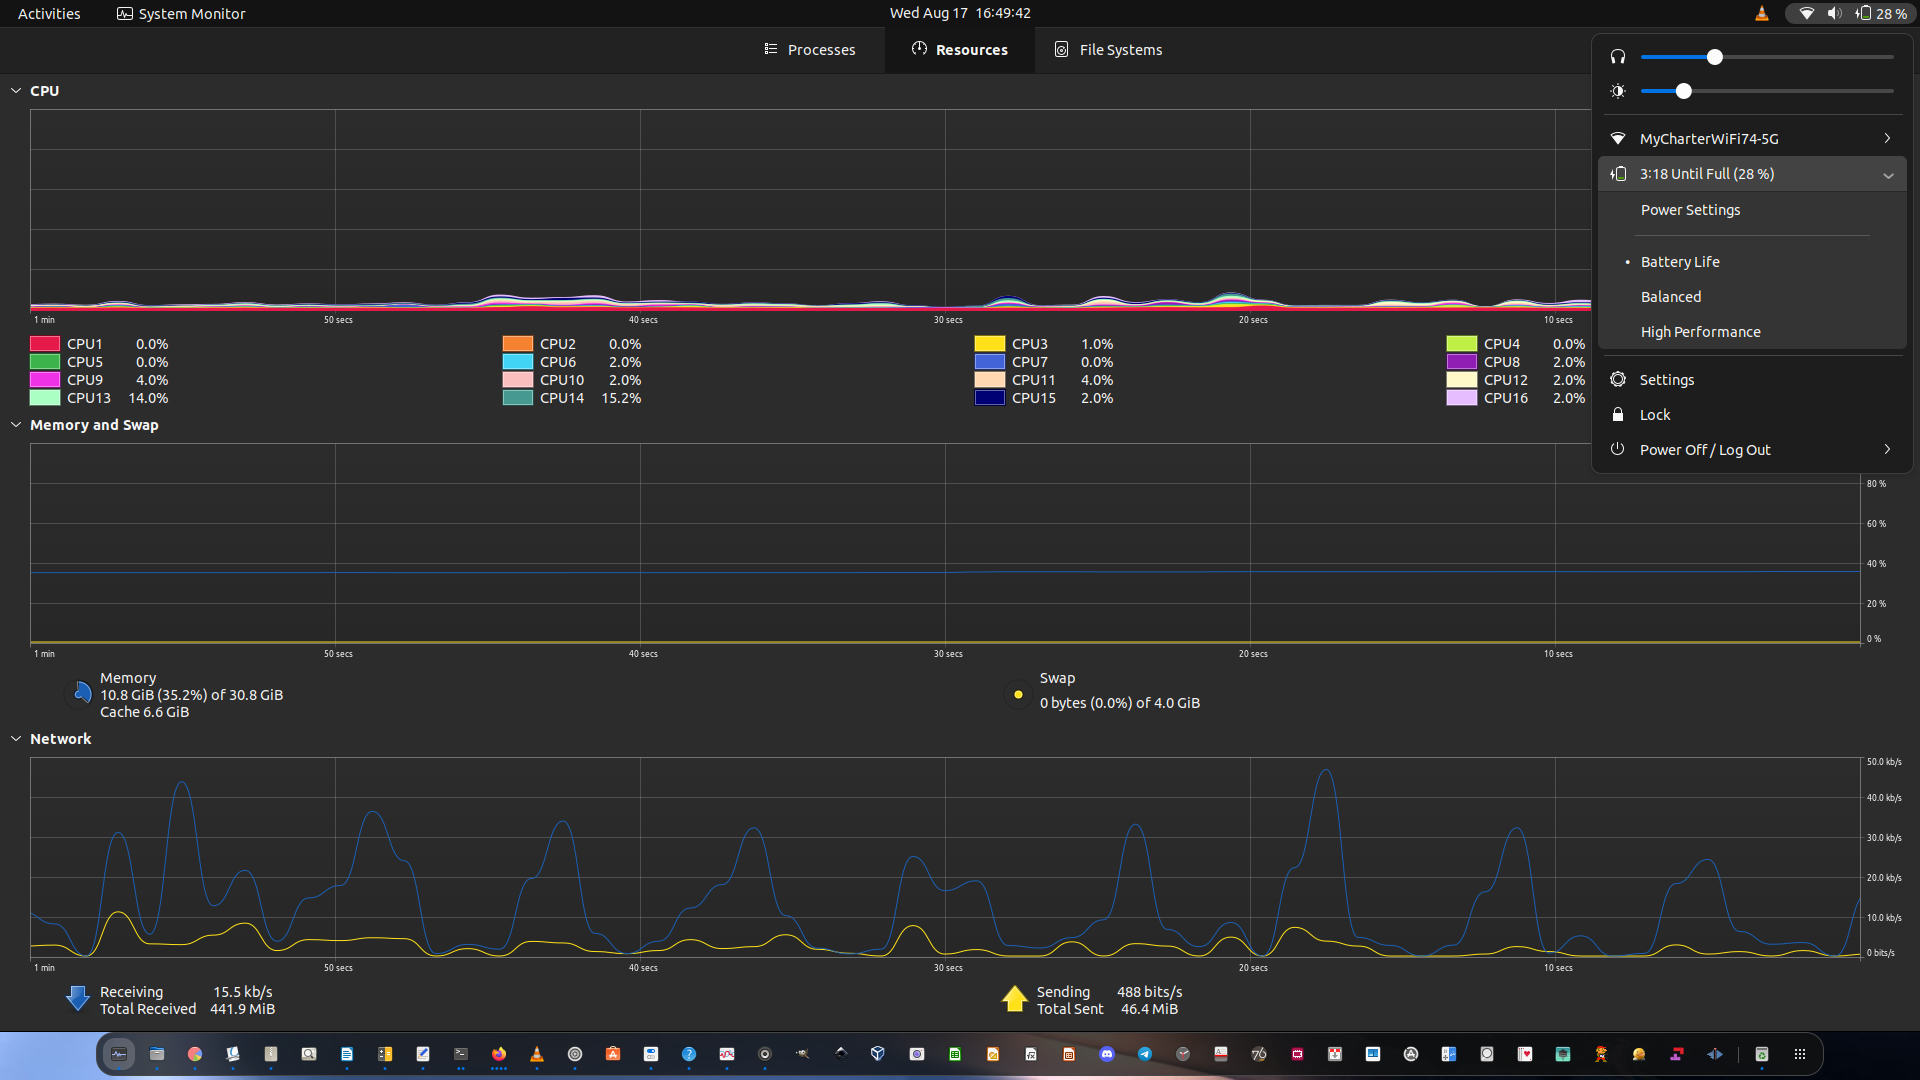 Activities
System Monitor
Wed Aug 17 16:49:42
28 %
Processes
Resources
File Systems
CPU
1 min
50 secs
40 secs
30 secs
20 secs
10 secs
CPU1 0.0%
CPU2 0.0%
CPU3 1.0%
CPU4 0.0%
CPU5 0.0%
CPU6 2.0%
CPU7 0.0%
CPU8 2.0%
CPU9 4.0%
CPU10 2.0%
CPU11 4.0%
CPU12 2.0%
CPU13 14.0%
CPU14 15.2%
CPU15 2.0%
CPU16 2.0%
MyCharterWiFi74-5G
3:18 Until Full (28 %)
Power Settings
Battery Life
Balanced
High Performance
Settings
Lock
Power Off / Log Out
Memory and Swap
80 %
60 %
40 %
20 %
0 %
1 min
50 secs
40 secs
30 secs
20 secs
10 secs
Memory
10.8 GiB (35.2%) of 30.8 GiB
Cache 6.6 GiB
Swap
0 bytes (0.0%) of 4.0 GiB
Network
50.0 kb/s
40.0 kb/s
30.0 kb/s
20.0 kb/s
10.0 kb/s
0 bits/s
1 min
50 secs
40 secs
30 secs
20 secs
10 secs
Receiving 15.5 kb/s
Total Received 441.9 MiB
Sending 488 bits/s
Total Sent 46.4 MiB
76